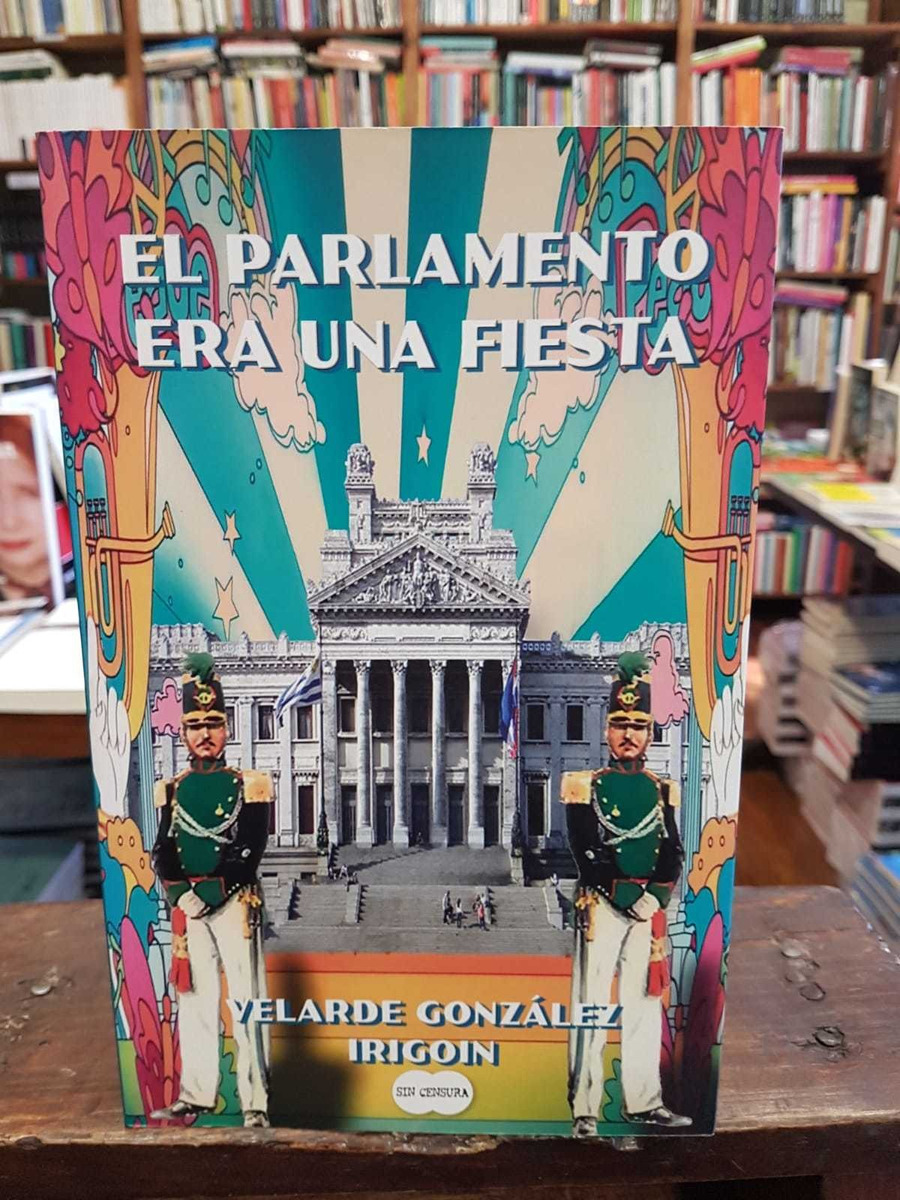 EL PARLAMENTO
ERA UNA FIESTA
VELARDE GONZÁLEZ
IRIGOIN
SIN CENSURA